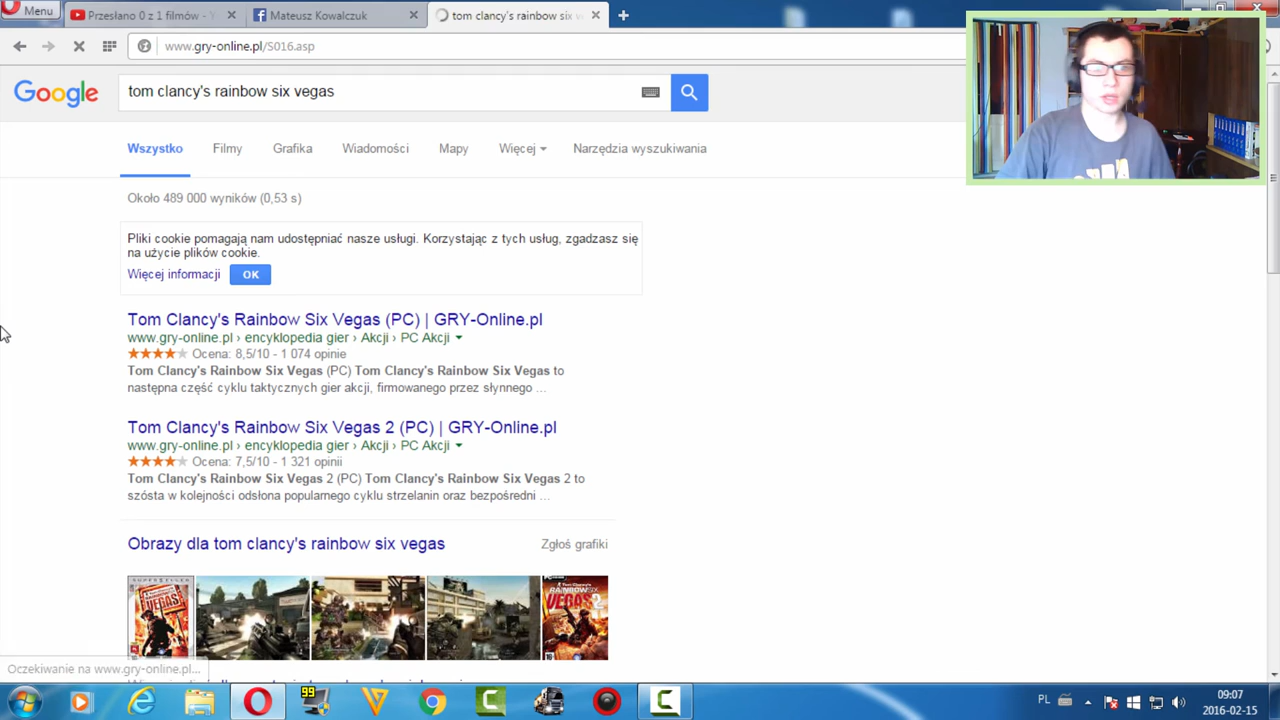 Menu
Przesłano 0 z 1 filmów - Y
Mateusz Kowalczuk
tom clancy's rainbow six v
www.gry-online.pl/S016.asp
Google
tom clancy's rainbow six vegas
Wszystko
Filmy
Grafika
Wiadomości
Mapy
Więcej
Narzędzia wyszukiwania
Około 489 000 wyników (0,53 s)
Pliki cookie pomagają nam udostępniać nasze usługi. Korzystając z tych usług, zgadzasz się
na użycie plików cookie.
Więcej informacji
OK
Tom Clancy's Rainbow Six Vegas (PC) | GRY-Online.pl
www.gry-online.pl › encyklopedia gier › Akcji › PC Akcji
Ocena: 8,5/10 - 1 074 opinie
Tom Clancy's Rainbow Six Vegas (PC) Tom Clancy's Rainbow Six Vegas to
następna część cyklu taktycznych gier akcji, firmowanego przez słynnego ...
Tom Clancy's Rainbow Six Vegas 2 (PC) | GRY-Online.pl
www.gry-online.pl › encyklopedia gier › Akcji › PC Akcji
Ocena: 7,5/10 - 1 321 opinii
Tom Clancy's Rainbow Six Vegas 2 (PC) Tom Clancy's Rainbow Six Vegas 2 to
szósta w kolejności odsłona popularnego cyklu strzelanin oraz bezpośredni ...
Obrazy dla tom clancy's rainbow six vegas
Zgłoś grafiki
VEGAS
RAINBOWSIX
VEGAS 2
Oczekiwanie na www.gry-online.pl...
99
PL
09:07
2016-02-15